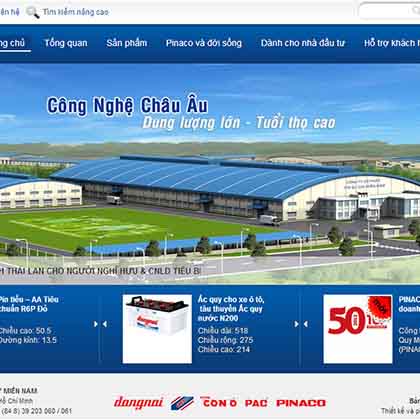 ên hệ Tìm kiếm nâng cao
ng chủ Tổng quan Sản phẩm Pinaco và đời sống Dành cho nhà đầu tư Hỗ trợ khách h
Công Nghệ Châu Âu
Dung lượng lớn - Tuổi thọ cao
H THÁI LAN CHO NGƯỜI NGHỈ HƯU & CNLD TIÊU BI
Pin tiểu – AA Tiêu
chuẩn R6P Đỏ
Chiều cao: 50.5
Đường kính: 13.5
Ắc quy cho xe ô tô,
tàu thuyền Ắc quy
nước N200
Chiều dài: 518
Chiều rộng: 275
Chiều cao: 214
50
PINAC
doanh
Công t
Quy M
(PINA
Y MIỀN NAM
Hồ Chí Minh
(84 8) 39 203 060 / 061
dongnai CON Ó PAC PINACO
Bản
Thiết kế v